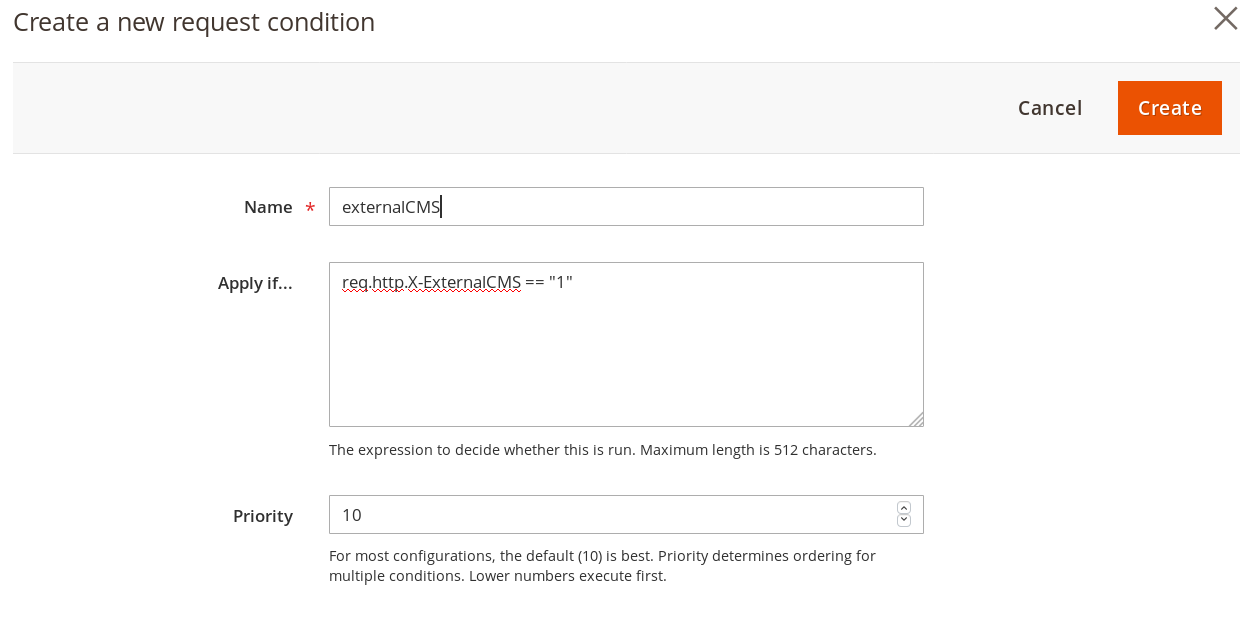 Create a new request condition
Cancel
Create
Name *
externalCMS
Apply if...
req.http.X-ExternalCMS == "1"
The expression to decide whether this is run. Maximum length is 512 characters.
Priority
10
For most configurations, the default (10) is best. Priority determines ordering for
multiple conditions. Lower numbers execute first.